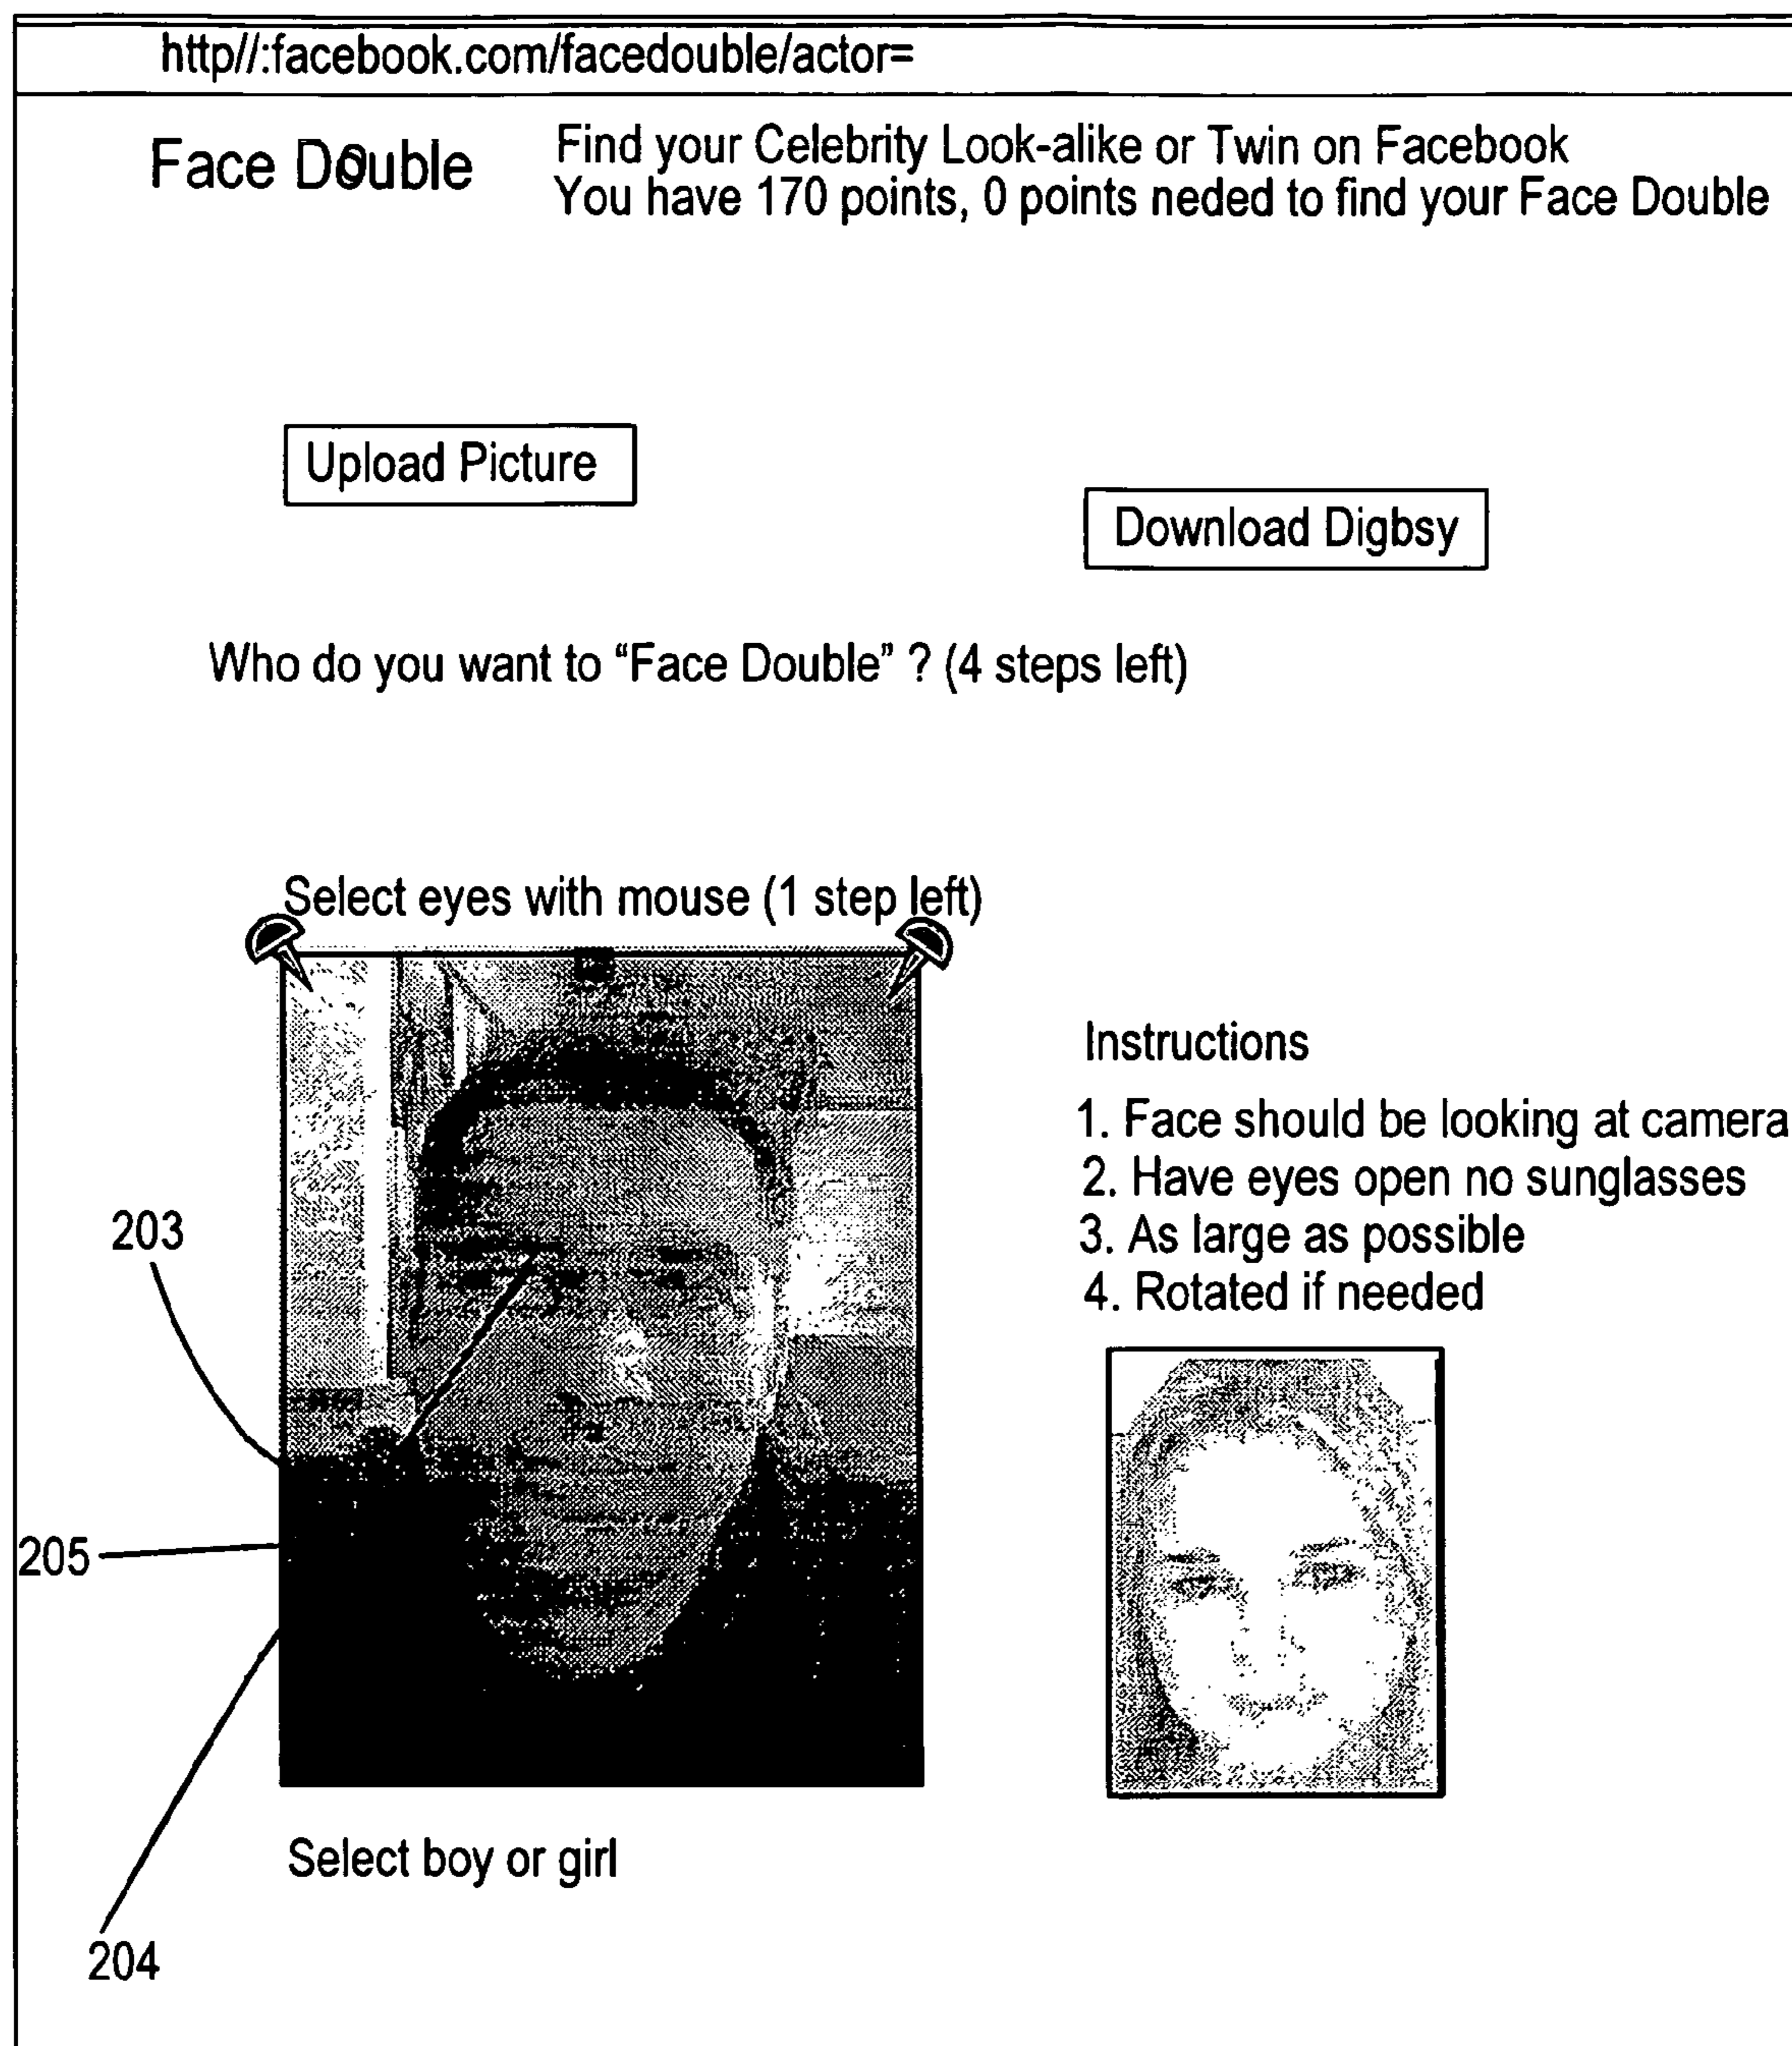 http//:facebook.com/facedouble/actor=
Face Double
Find your Celebrity Look-alike or Twin on Facebook
You have 170 points, 0 points neded to find your Face Double
Upload Picture
Download Digbsy
Who do you want to “Face Double” ? (4 steps left)
Select eyes with mouse (1 step left)
Instructions
1. Face should be looking at camera
2. Have eyes open no sunglasses
3. As large as possible
4. Rotated if needed
203
205
204
Select boy or girl